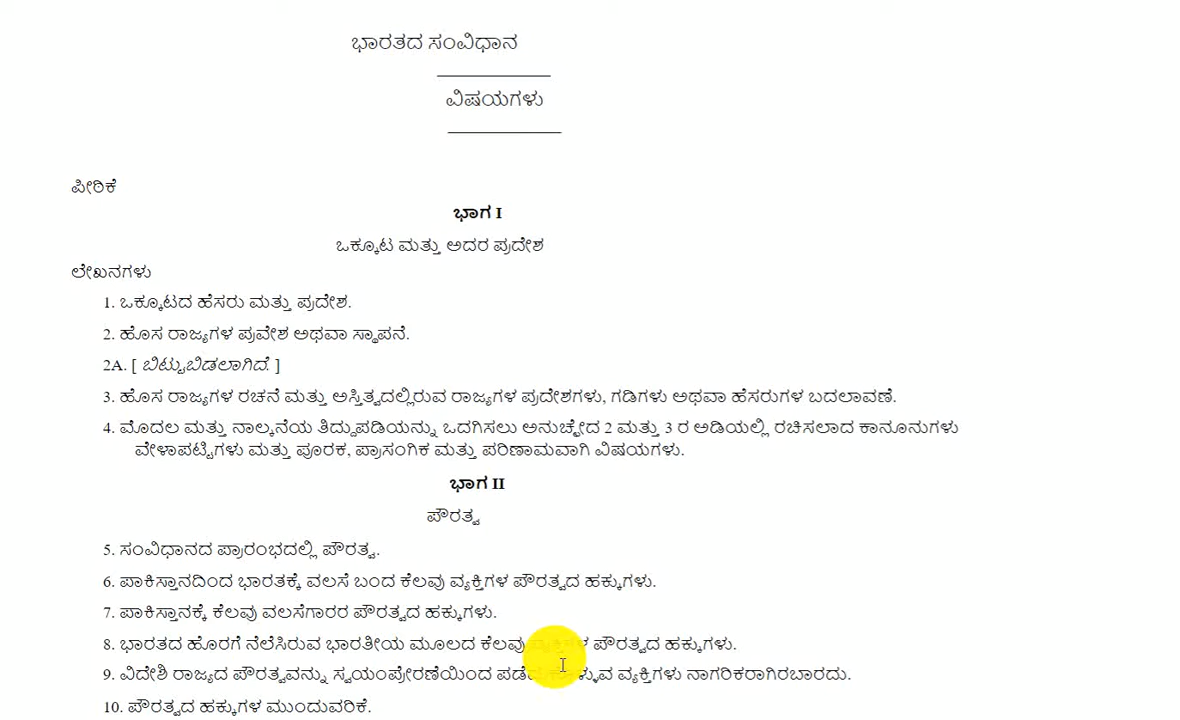 ಭಾರತದ ಸಂವಿಧಾನ
ವಿಷಯಗಳು
ಪೀಠಿಕೆ
ಭಾಗ I
ಒಕ್ಕೂಟ ಮತ್ತು ಅದರ ಪ್ರದೇಶ
ಲೇಖನಗಳು
1. ಒಕ್ಕೂಟದ ಹೆಸರು ಮತ್ತು ಪ್ರದೇಶ.
2. ಹೊಸ ರಾಜ್ಯಗಳ ಪ್ರವೇಶ ಅಥವಾ ಸ್ಥಾಪನೆ.
2A. [ ಬಿಟ್ಟುಬಿಡಲಾಗಿದೆ. ]
3. ಹೊಸ ರಾಜ್ಯಗಳ ರಚನೆ ಮತ್ತು ಅಸ್ತಿತ್ವದಲ್ಲಿರುವ ರಾಜ್ಯಗಳ ಪ್ರದೇಶಗಳು, ಗಡಿಗಳು ಅಥವಾ ಹೆಸರುಗಳ ಬದಲಾವಣೆ.
4. ಮೊದಲ ಮತ್ತು ನಾಲ್ಕನೆಯ ತಿದ್ದುಪಡಿಯನ್ನು ಒದಗಿಸಲು ಅನುಚ್ಛೇದ 2 ಮತ್ತು 3 ರ ಅಡಿಯಲ್ಲಿ ರಚಿಸಲಾದ ಕಾನೂನುಗಳು
ವೇಳಾಪಟ್ಟಿಗಳು ಮತ್ತು ಪೂರಕ, ಪ್ರಾಸಂಗಿಕ ಮತ್ತು ಪರಿಣಾಮವಾಗಿ ವಿಷಯಗಳು.
ಭಾಗ II
ಪೌರತ್ವ
5. ಸಂವಿಧಾನದ ಪ್ರಾರಂಭದಲ್ಲಿ ಪೌರತ್ವ.
6. ಪಾಕಿಸ್ತಾನದಿಂದ ಭಾರತಕ್ಕೆ ವಲಸೆ ಬಂದ ಕೆಲವು ವ್ಯಕ್ತಿಗಳ ಪೌರತ್ವದ ಹಕ್ಕುಗಳು.
7. ಪಾಕಿಸ್ತಾನಕ್ಕೆ ಕೆಲವು ವಲಸೆಗಾರರ ಪೌರತ್ವದ ಹಕ್ಕುಗಳು.
8. ಭಾರತದ ಹೊರಗೆ ನೆಲೆಸಿರುವ ಭಾರತೀಯ ಮೂಲದ ಕೆಲವು ವ್ಯಕ್ತಿಗಳ ಪೌರತ್ವದ ಹಕ್ಕುಗಳು.
9. ವಿದೇಶಿ ರಾಜ್ಯದ ಪೌರತ್ವವನ್ನು ಸ್ವಯಂಪ್ರೇರಣೆಯಿಂದ ಪಡೆದುಕೊಳ್ಳುವ ವ್ಯಕ್ತಿಗಳು ನಾಗರಿಕರಾಗಿರಬಾರದು.
10. ಪೌರತ್ವದ ಹಕ್ಕುಗಳ ಮುಂದುವರಿಕೆ.